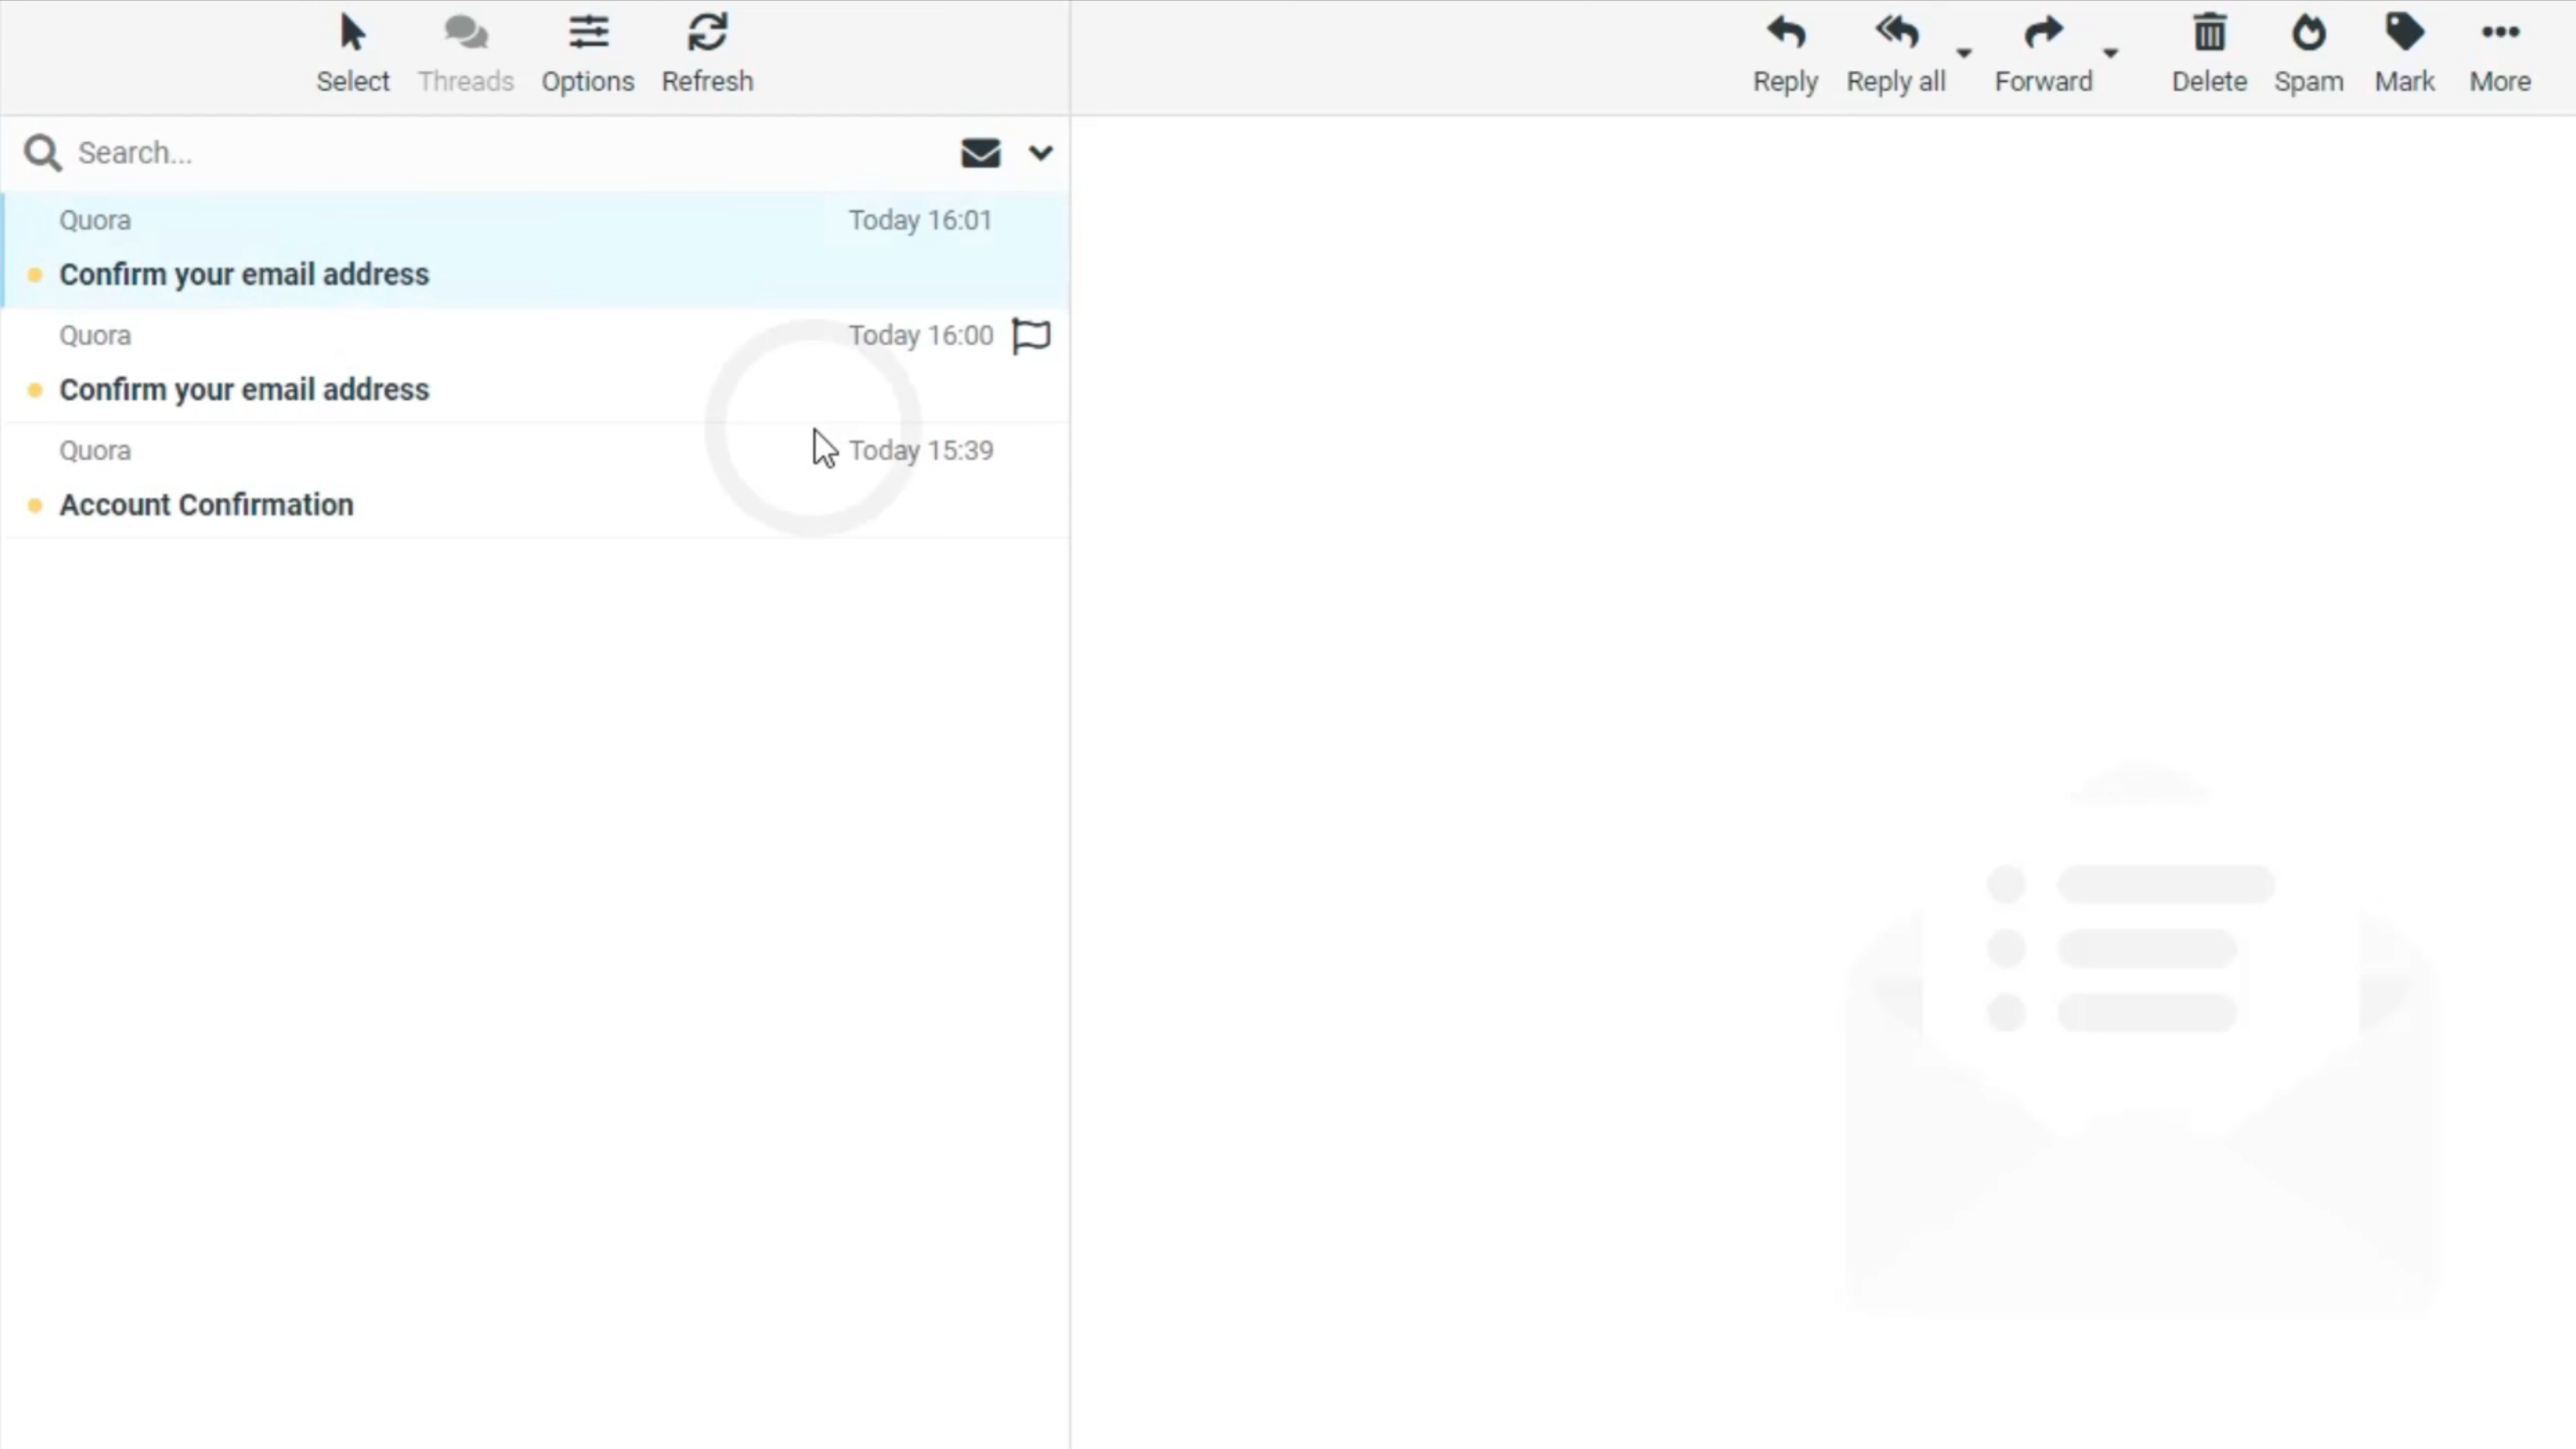 Select Threads Options Refresh
Reply Reply all Forward Delete Spam Mark More
Search...
Quora Today 16:01
Confirm your email address
Quora Today 16:00
Confirm your email address
Quora Today 15:39
Account Confirmation